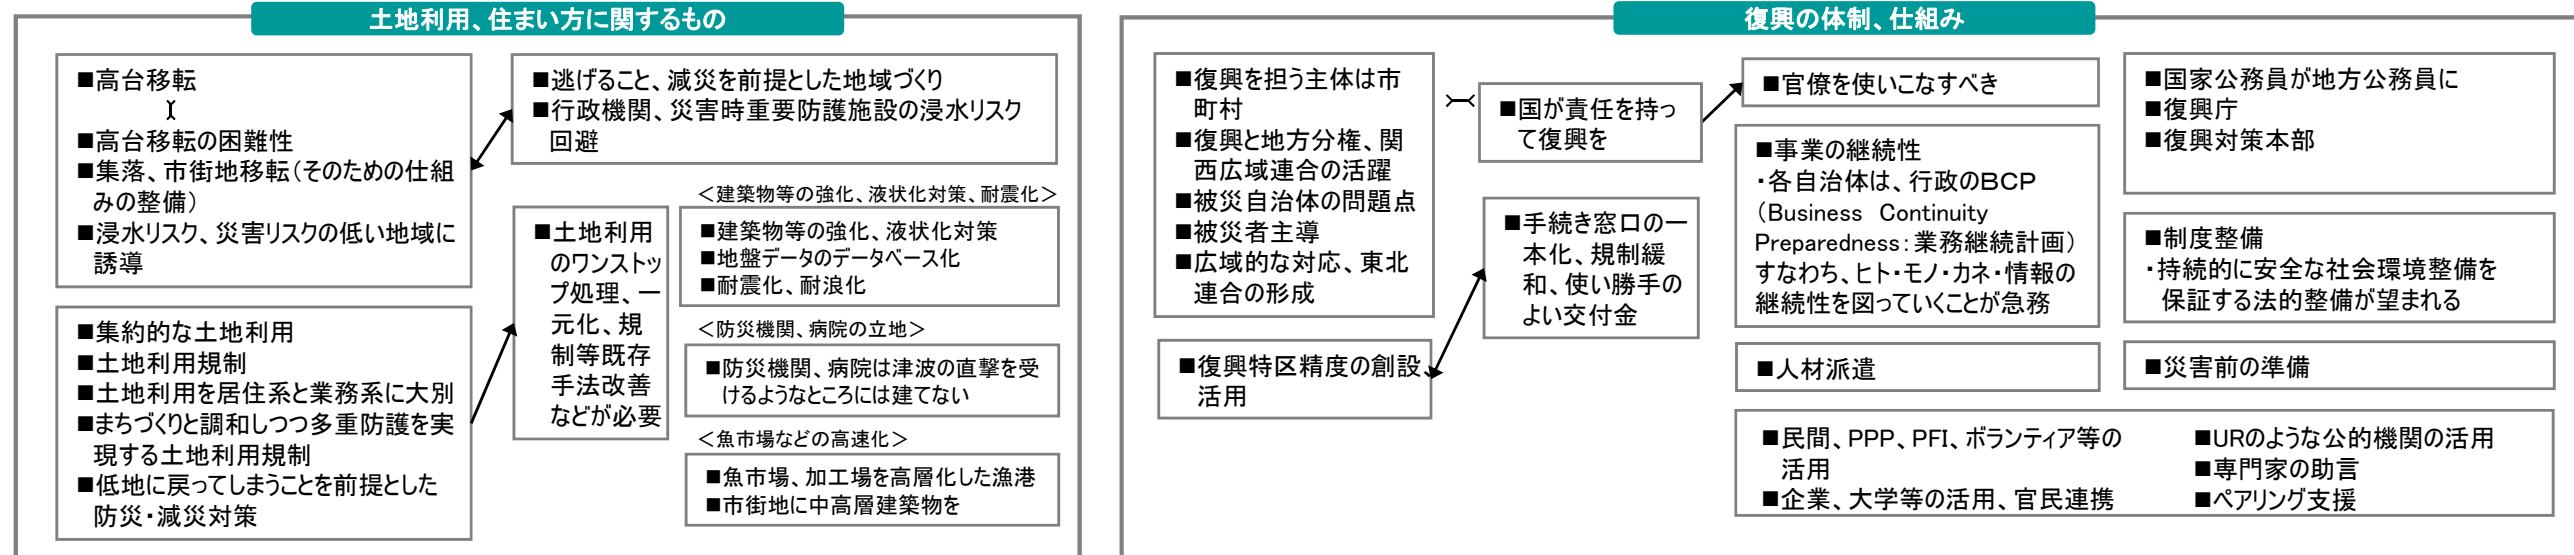 土地利用、住まい方に関するもの
■高台移転
■高台移転の困難性
■集落、市街地移転（そのための仕組
みの整備）
■浸水リスク、災害リスクの低い地域に
誘導
■逃げること、減災を前提とした地域づくり
■行政機関、災害時重要防護施設の浸水リスク
回避
■集約的な土地利用
■土地利用規制
■土地利用を居住系と業務系に大別
■まちづくりと調和しつつ多重防護を実
現する土地利用規制
■低地に戻ってしまうことを前提とした
防災・減災対策
■土地利用
のワンストッ
プ処理、一
元化、規
制等既存
手法改善
などが必要
＜建築物等の強化、液状化対策、耐震化＞
■建築物等の強化、液状化対策
■地盤データのデータベース化
■耐震化、耐浪化
＜防災機関、病院の立地＞
■防災機関、病院は津波の直撃を受
けるようなところには建てない
＜魚市場などの高速化＞
■魚市場、加工場を高層化した漁港
■市街地に中高層建築物を
復興の体制、仕組み
■復興を担う主体は市
町村
■復興と地方分権、関
西広域連合の活躍
■被災自治体の問題点
■被災者主導
■広域的な対応、東北
連合の形成
■国が責任を持っ
て復興を
■官僚を使いこなすべき
■復興特区精度の創設、
活用
■手続き窓口の一
本化、規制緩
和、使い勝手の
よい交付金
■事業の継続性
・各自治体は、行政のＢＣＰ
（Business　Continuity
Preparedness：業務継続計画）
すなわち、ヒト・モノ・カネ・情報の
継続性を図っていくことが急務
■人材派遣
■国家公務員が地方公務員に
■復興庁
■復興対策本部
■制度整備
・持続的に安全な社会環境整備を
保証する法的整備が望まれる
■災害前の準備
■民間、PPP、PFI、ボランティア等の
活用
■企業、大学等の活用、官民連携
■URのような公的機関の活用
■専門家の助言
■ペアリング支援